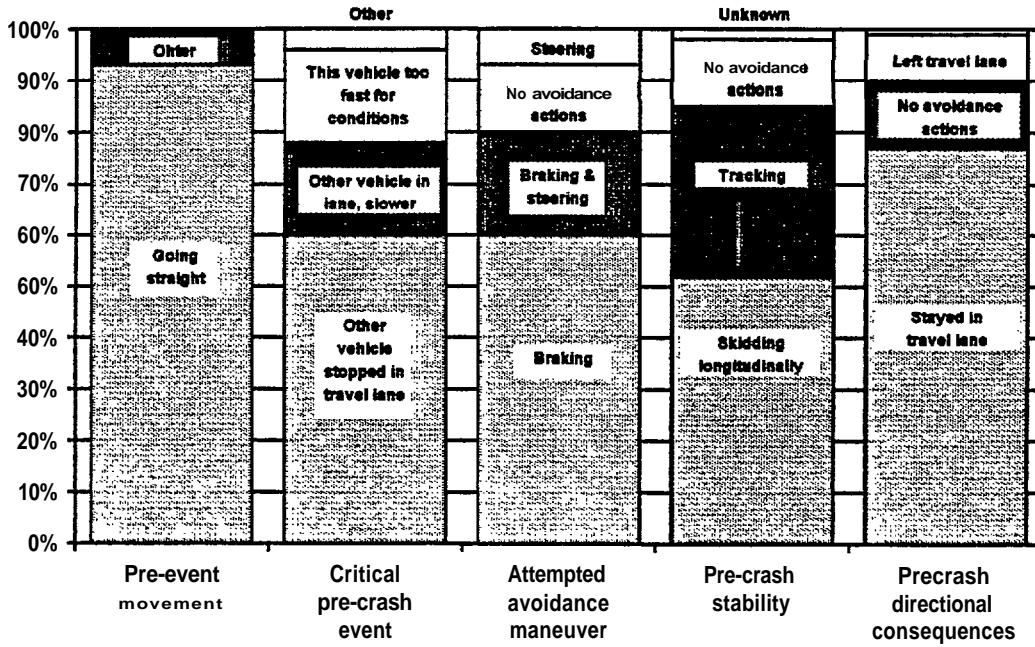 Other
Unknown
100%
90%
90%
70%
60%
60%
40%
30%
20%
10%
0%
Ohter
Going
straight
This vehicle too
fast for
conditions
Other vehicle in
lane, slower
Other
vehicle
stopped in
travel lane
Steering
No avoidance
actions
Braking &
steering
Braking
No avoidance
actions
Tracking
Skidding
longitudinally
Left travel lane
No avoidance
actions
Stayed in
travel lane
Pre-event
movement
Critical
pre-crash
event
Attempted
avoidance
maneuver
Pre-crash
stability
Precrash
directional
consequences